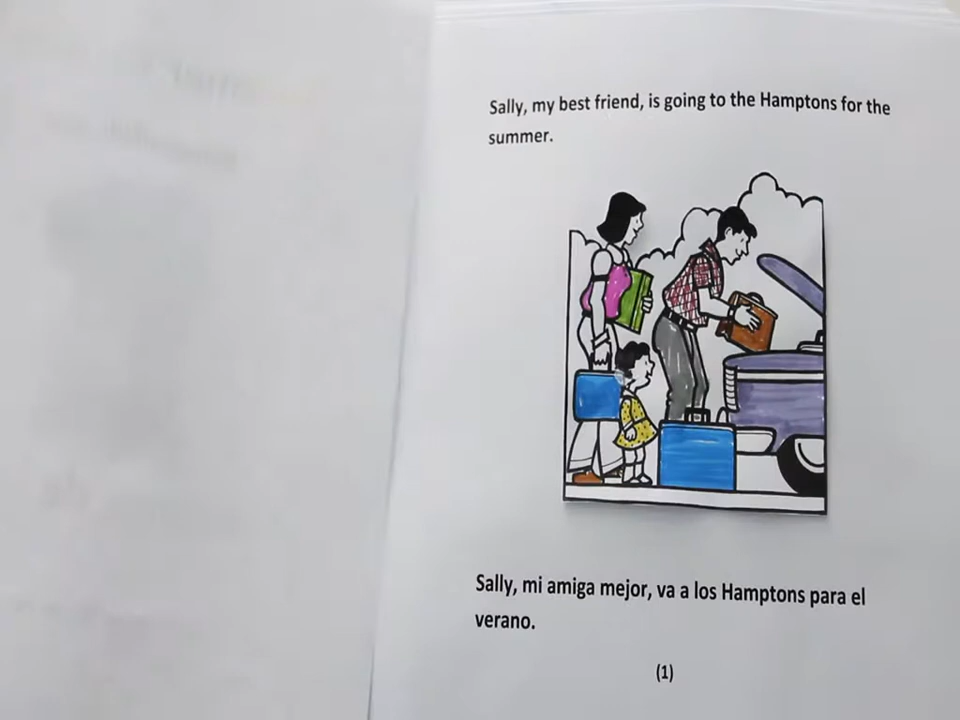 Sally, my best friend, is going to the Hamptons for the
summer.
Sally, mi amiga mejor, va a los Hamptons para el
verano.
(1)